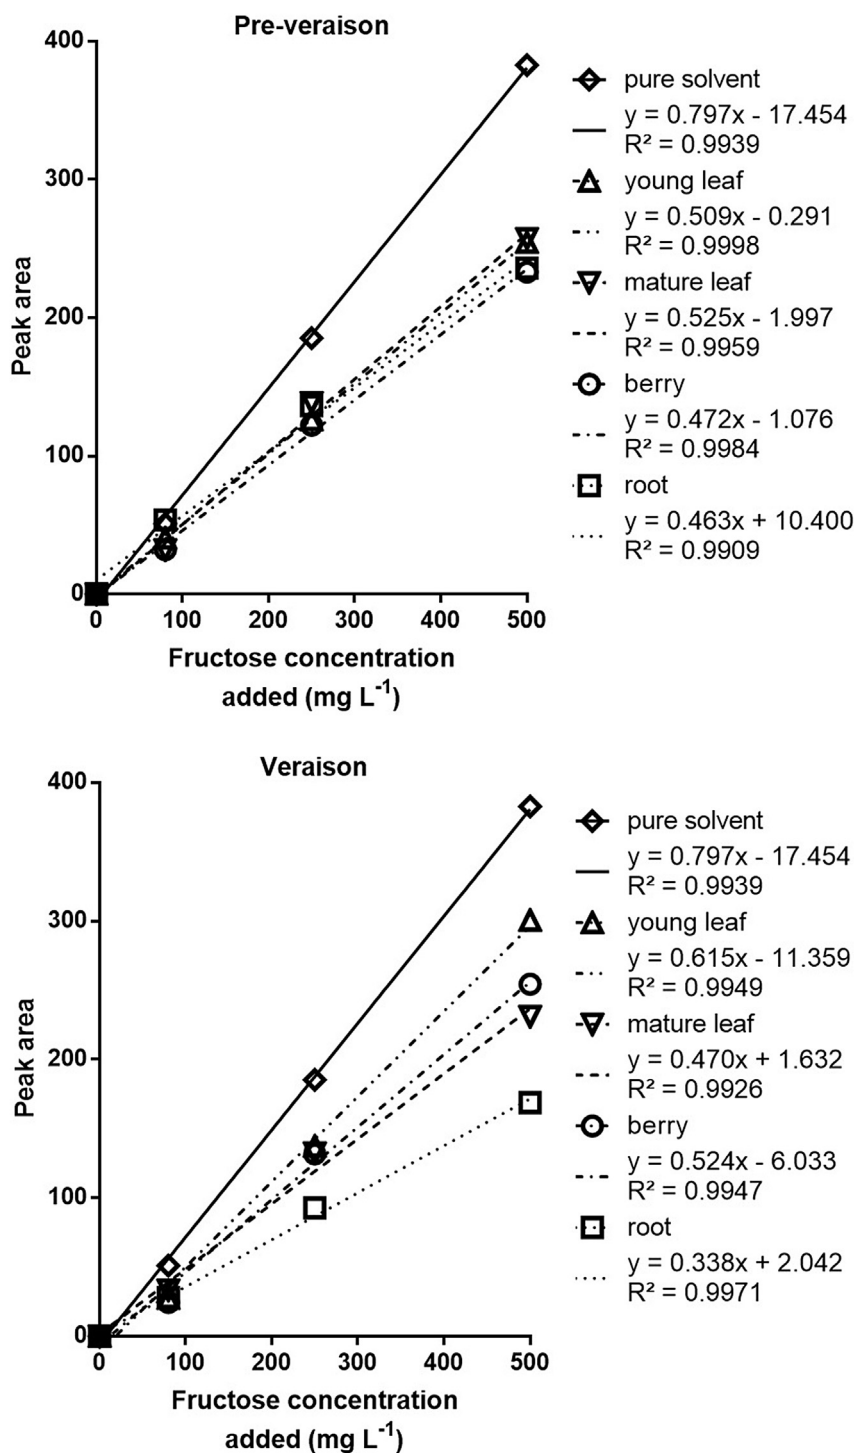 Pre-veraison
400
300
200
100
0
Peak area
0 100 200 300 400 500
Fructose concentration
added (mg L⁻¹)
pure solvent
y = 0.797x - 17.454
R² = 0.9939
young leaf
y = 0.509x - 0.291
R² = 0.9998
mature leaf
y = 0.525x - 1.997
R² = 0.9959
berry
y = 0.472x - 1.076
R² = 0.9984
root
y = 0.463x + 10.400
R² = 0.9909
Veraison
400
300
200
100
0
Peak area
0 100 200 300 400 500
Fructose concentration
added (mg L⁻¹)
pure solvent
y = 0.797x - 17.454
R² = 0.9939
young leaf
y = 0.615x - 11.359
R² = 0.9949
mature leaf
y = 0.470x + 1.632
R² = 0.9926
berry
y = 0.524x - 6.033
R² = 0.9947
root
y = 0.338x + 2.042
R² = 0.9971